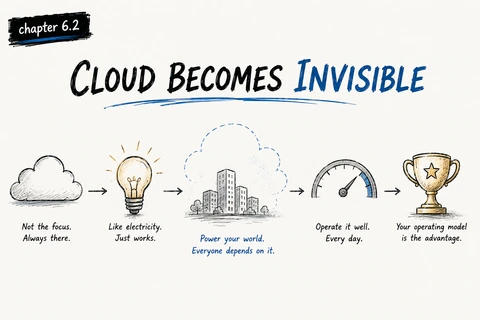 chapter 6.2
CLOUD BECOMES INVISIBLE
Not the focus.
Always there.
Like electricity.
Just works.
Power your world.
Everyone depends on it.
Operate it well.
Every day.
Your operating model
is the advantage.